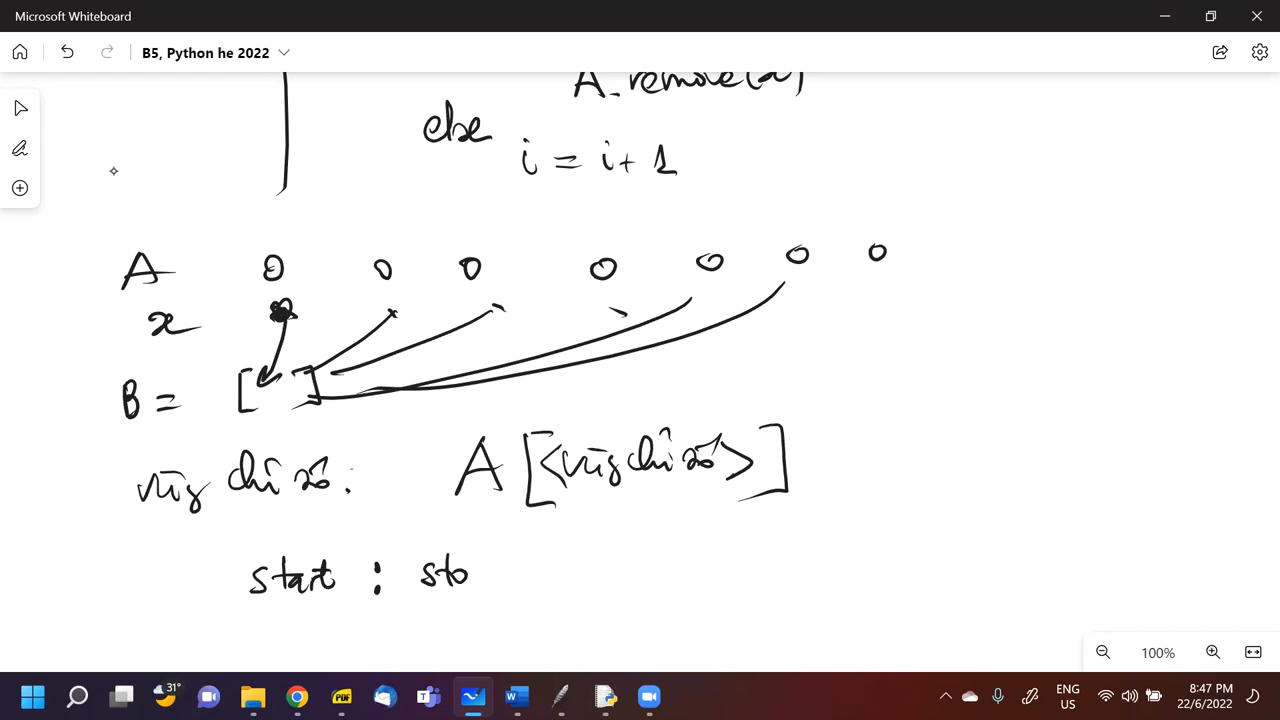 Microsoft Whiteboard
B5, Python he 2022
A.remove(x)
else
i = i + 1
A o o o o o o o
x
B = [ ]
vùng chỉ số: A[<vùng chỉ số>]
start : sto
100%
31°
ENG
US
8:47 PM
22/6/2022